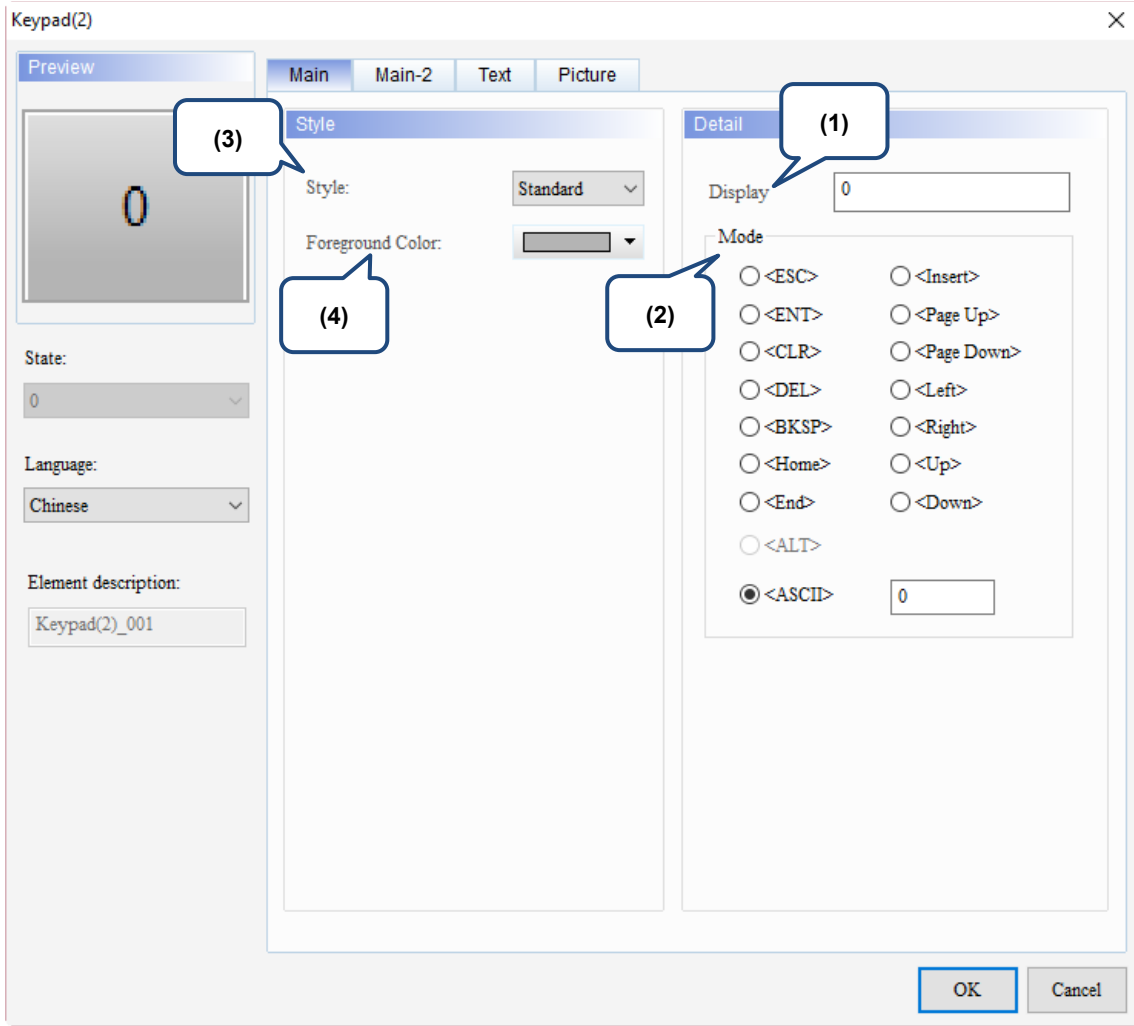 Keypad(2)
Preview
0
State:
0
Language:
Chinese
Element description:
Keypad(2)_001
Main Main-2 Text Picture
Style
(3)
Style: Standard
Foreground Color:
(4)
Detail
(1)
Display 0
Mode
(2)
<ESC> <Insert>
<ENT> <Page Up>
<CLR> <Page Down>
<DEL> <Left>
<BKSP> <Right>
<Home> <Up>
<End> <Down>
<ALT>
<ASCII> 0
OK Cancel